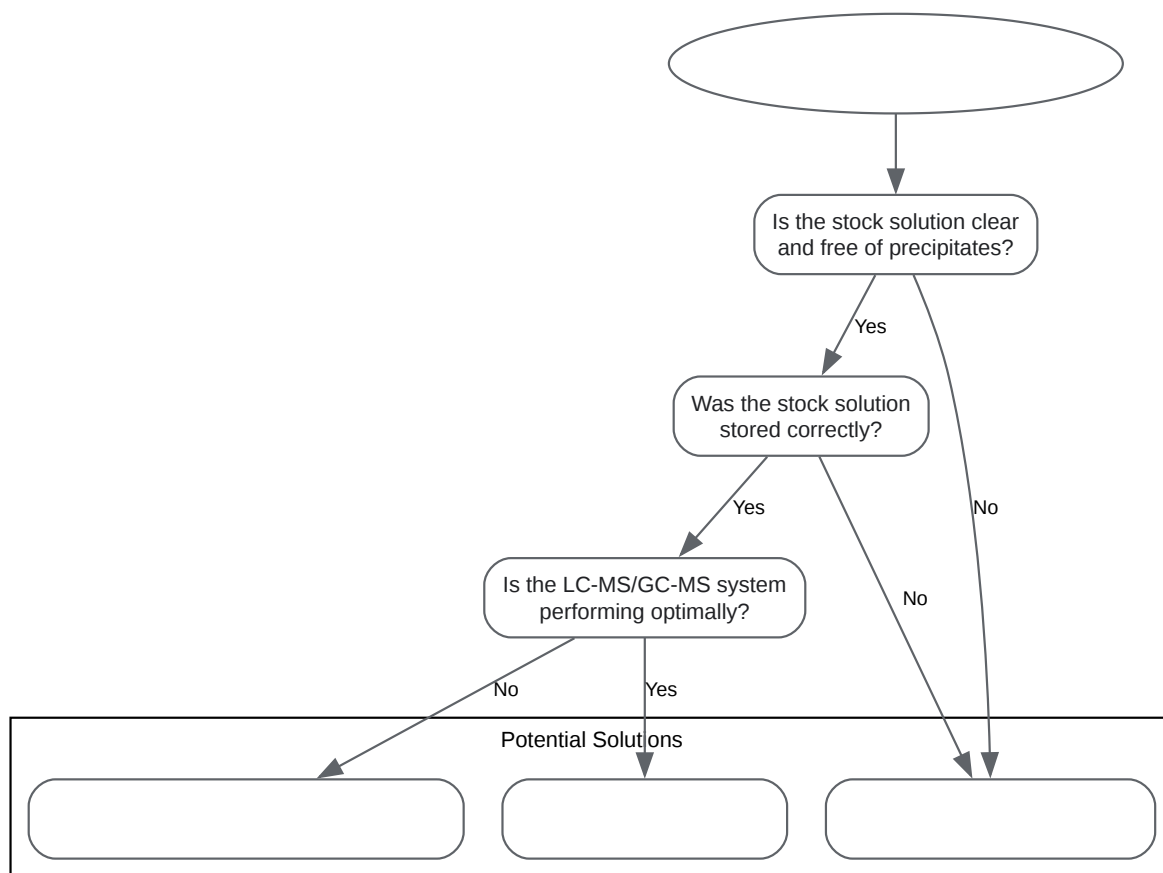 Is the stock solution clear
and free of precipitates?
Yes
Was the stock solution
stored correctly?
Yes
No
Is the LC-MS/GC-MS system
performing optimally?
No
No
Yes
Potential Solutions